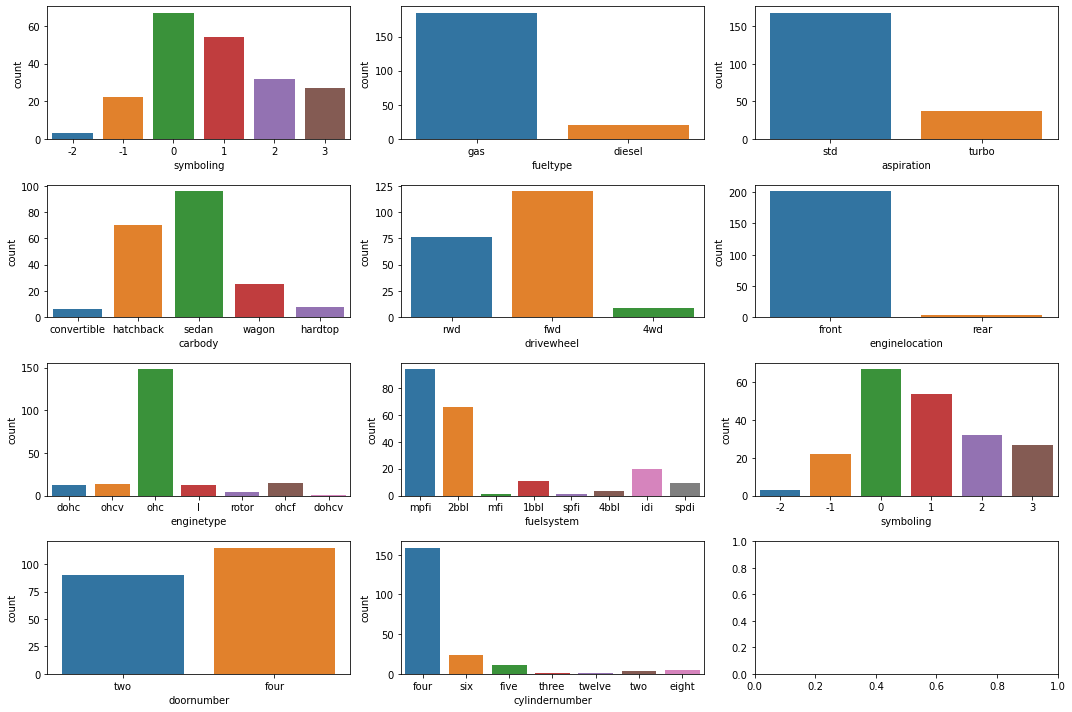 60
40
20
0
count
-2 -1 0 1 2 3
symboling
150
100
50
0
count
gas diesel
fueltype
150
100
50
0
count
std turbo
aspiration
100
80
60
40
20
0
count
convertible hatchback sedan wagon hardtop
carbody
125
100
75
50
25
0
count
rwd fwd 4wd
drivewheel
200
150
100
50
0
count
front rear
enginelocation
150
100
50
0
count
dohc ohcv ohc l rotor ohcf dohcv
enginetype
80
60
40
20
0
count
mpfi 2bbl mfi 1bbl spfi 4bbl idi spdi
fuelsystem
60
40
20
0
count
-2 -1 0 1 2 3
symboling
100
75
50
25
0
count
two four
doornumber
150
100
50
0
count
four six five three twelve two eight
cylindernumber
1.0
0.8
0.6
0.4
0.2
0.0
0.0 0.2 0.4 0.6 0.8 1.0